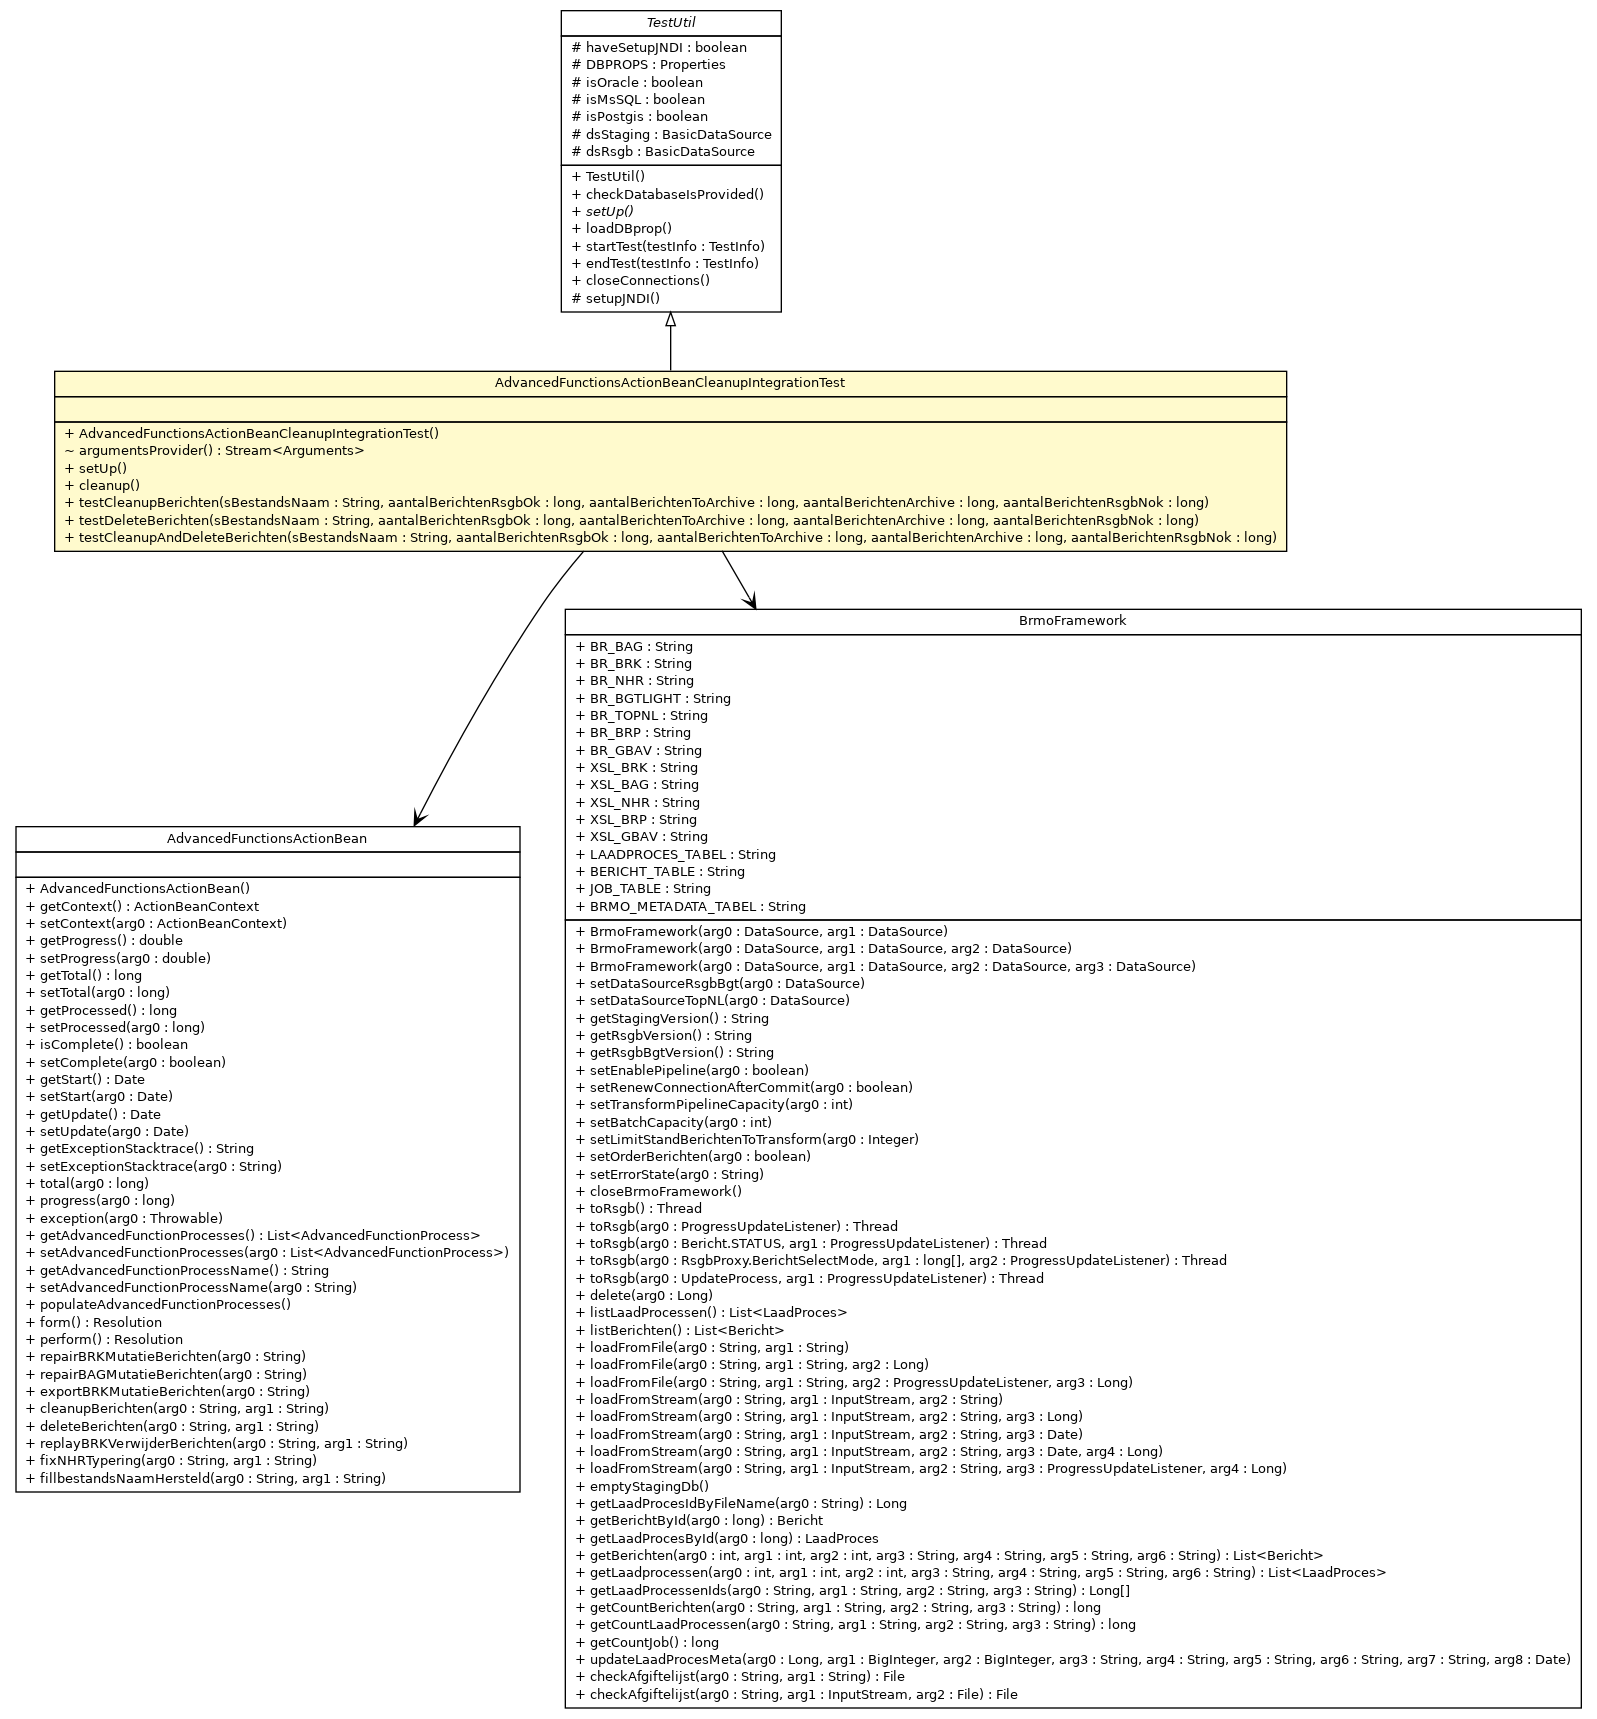 TestUtil
# haveSetupJNDI : boolean
# DBPROPS : Properties
# isOracle : boolean
# isMsSQL : boolean
# isPostgis : boolean
# dsStaging : BasicDataSource
# dsRsgb : BasicDataSource
+ TestUtil()
+ checkDatabaseIsProvided()
+ setUp()
+ loadDBprop()
+ startTest(testInfo : TestInfo)
+ endTest(testInfo : TestInfo)
+ closeConnections()
# setupJNDI()
AdvancedFunctionsActionBeanCleanupIntegrationTest
+ AdvancedFunctionsActionBeanCleanupIntegrationTest()
~ argumentsProvider() : Stream<Arguments>
+ setUp()
+ cleanup()
+ testCleanupBerichten(sBestandsNaam : String, aantalBerichtenRsgbOk : long, aantalBerichtenToArchive : long, aantalBerichtenArchive : long, aantalBerichtenRsgbNok : long)
+ testDeleteBerichten(sBestandsNaam : String, aantalBerichtenRsgbOk : long, aantalBerichtenToArchive : long, aantalBerichtenArchive : long, aantalBerichtenRsgbNok : long)
+ testCleanupAndDeleteBerichten(sBestandsNaam : String, aantalBerichtenRsgbOk : long, aantalBerichtenToArchive : long, aantalBerichtenArchive : long, aantalBerichtenRsgbNok : long)
AdvancedFunctionsActionBean
+ AdvancedFunctionsActionBean()
+ getContext() : ActionBeanContext
+ setContext(arg0 : ActionBeanContext)
+ getProgress() : double
+ setProgress(arg0 : double)
+ getTotal() : long
+ setTotal(arg0 : long)
+ getProcessed() : long
+ setProcessed(arg0 : long)
+ isComplete() : boolean
+ setComplete(arg0 : boolean)
+ getStart() : Date
+ setStart(arg0 : Date)
+ getUpdate() : Date
+ setUpdate(arg0 : Date)
+ getExceptionStacktrace() : String
+ setExceptionStacktrace(arg0 : String)
+ total(arg0 : long)
+ progress(arg0 : long)
+ exception(arg0 : Throwable)
+ getAdvancedFunctionProcesses() : List<AdvancedFunctionProcess>
+ setAdvancedFunctionProcesses(arg0 : List<AdvancedFunctionProcess>)
+ getAdvancedFunctionProcessName() : String
+ setAdvancedFunctionProcessName(arg0 : String)
+ populateAdvancedFunctionProcesses()
+ form() : Resolution
+ perform() : Resolution
+ repairBRKMutatieBerichten(arg0 : String)
+ repairBAGMutatieBerichten(arg0 : String)
+ exportBRKMutatieBerichten(arg0 : String)
+ cleanupBerichten(arg0 : String, arg1 : String)
+ deleteBerichten(arg0 : String, arg1 : String)
+ replayBRKVerwijderBerichten(arg0 : String, arg1 : String)
+ fixNHRTypering(arg0 : String, arg1 : String)
+ fillbestandsNaamHersteld(arg0 : String, arg1 : String)
BrmoFramework
+ BR_BAG : String
+ BR_BRK : String
+ BR_NHR : String
+ BR_BGTLIGHT : String
+ BR_TOPNL : String
+ BR_BRP : String
+ BR_GBAV : String
+ XSL_BRK : String
+ XSL_BAG : String
+ XSL_NHR : String
+ XSL_BRP : String
+ XSL_GBAV : String
+ LAADPROCES_TABEL : String
+ BERICHT_TABLE : String
+ JOB_TABLE : String
+ BRMO_METADATA_TABEL : String
+ BrmoFramework(arg0 : DataSource, arg1 : DataSource)
+ BrmoFramework(arg0 : DataSource, arg1 : DataSource, arg2 : DataSource)
+ BrmoFramework(arg0 : DataSource, arg1 : DataSource, arg2 : DataSource, arg3 : DataSource)
+ setDataSourceRsgbBgt(arg0 : DataSource)
+ setDataSourceTopNL(arg0 : DataSource)
+ getStagingVersion() : String
+ getRsgbVersion() : String
+ getRsgbBgtVersion() : String
+ setEnablePipeline(arg0 : boolean)
+ setRenewConnectionAfterCommit(arg0 : boolean)
+ setTransformPipelineCapacity(arg0 : int)
+ setBatchCapacity(arg0 : int)
+ setLimitStandBerichtenToTransform(arg0 : Integer)
+ setOrderBerichten(arg0 : boolean)
+ setErrorState(arg0 : String)
+ closeBrmoFramework()
+ toRsgb() : Thread
+ toRsgb(arg0 : ProgressUpdateListener) : Thread
+ toRsgb(arg0 : Bericht.STATUS, arg1 : ProgressUpdateListener) : Thread
+ toRsgb(arg0 : RsgbProxy.BerichtSelectMode, arg1 : long[], arg2 : ProgressUpdateListener) : Thread
+ toRsgb(arg0 : UpdateProcess, arg1 : ProgressUpdateListener) : Thread
+ delete(arg0 : Long)
+ listLaadProcessen() : List<LaadProces>
+ listBerichten() : List<Bericht>
+ loadFromFile(arg0 : String, arg1 : String)
+ loadFromFile(arg0 : String, arg1 : String, arg2 : Long)
+ loadFromFile(arg0 : String, arg1 : String, arg2 : ProgressUpdateListener, arg3 : Long)
+ loadFromStream(arg0 : String, arg1 : InputStream, arg2 : String)
+ loadFromStream(arg0 : String, arg1 : InputStream, arg2 : String, arg3 : Long)
+ loadFromStream(arg0 : String, arg1 : InputStream, arg2 : String, arg3 : Date)
+ loadFromStream(arg0 : String, arg1 : InputStream, arg2 : String, arg3 : Date, arg4 : Long)
+ loadFromStream(arg0 : String, arg1 : InputStream, arg2 : String, arg3 : ProgressUpdateListener, arg4 : Long)
+ emptyStagingDb()
+ getLaadProcesIdByFileName(arg0 : String) : Long
+ getBerichtById(arg0 : long) : Bericht
+ getLaadProcesById(arg0 : long) : LaadProces
+ getBerichten(arg0 : int, arg1 : int, arg2 : int, arg3 : String, arg4 : String, arg5 : String, arg6 : String) : List<Bericht>
+ getLaadprocessen(arg0 : int, arg1 : int, arg2 : int, arg3 : String, arg4 : String, arg5 : String, arg6 : String) : List<LaadProces>
+ getLaadProcessenIds(arg0 : String, arg1 : String, arg2 : String, arg3 : String) : Long[]
+ getCountBerichten(arg0 : String, arg1 : String, arg2 : String, arg3 : String) : long
+ getCountLaadProcessen(arg0 : String, arg1 : String, arg2 : String, arg3 : String) : long
+ getCountJob() : long
+ updateLaadProcesMeta(arg0 : Long, arg1 : BigInteger, arg2 : BigInteger, arg3 : String, arg4 : String, arg5 : String, arg6 : String, arg7 : String, arg8 : Date)
+ checkAfgiftelijst(arg0 : String, arg1 : String) : File
+ checkAfgiftelijst(arg0 : String, arg1 : InputStream, arg2 : File) : File